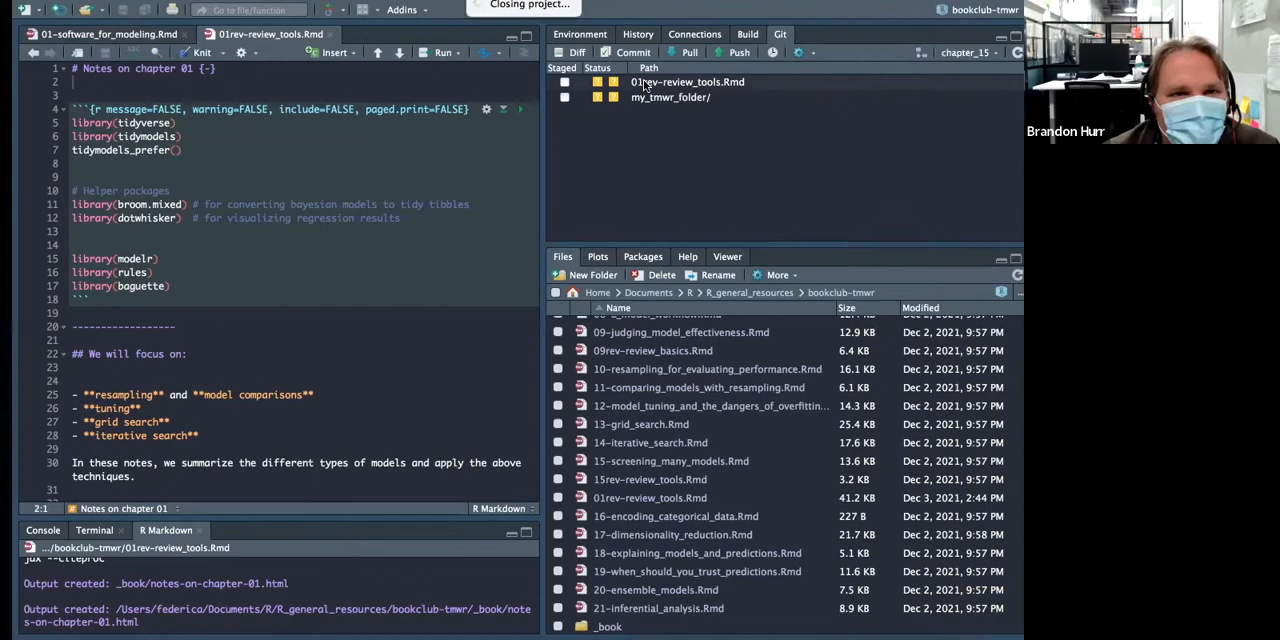 Closing project...
Go to file/function
Addins
bookclub-tmwr
01-software_for_modeling.Rmd
01rev-review_tools.Rmd
Knit
Insert
Run
# Notes on chapter 01 {-}
```{r message=FALSE, warning=FALSE, include=FALSE, paged.print=FALSE}
library(tidyverse)
library(tidymodels)
tidymodels_prefer()
# Helper packages
library(broom.mixed) # for converting bayesian models to tidy tibbles
library(dotwhisker) # for visualizing regression results
library(modelr)
library(rules)
library(baguette)
```
------------------
## We will focus on:
- **resampling** and **model comparisons**
- **tuning**
- **grid search**
- **iterative search**
In these notes, we summarize the different types of models and apply the above
techniques.
1
2
3
4
5
6
7
8
9
10
11
12
13
14
15
16
17
18
19
20
21
22
23
24
25
26
27
28
29
30
31
2:1
Notes on chapter 01
R Markdown
Console
Terminal
R Markdown
.../bookclub-tmwr/01rev-review_tools.Rmd
Output created: _book/notes-on-chapter-01.html
Output created: /Users/federica/Documents/R/R_general_resources/bookclub-tmwr/_book/note
s-on-chapter-01.html
Environment
History
Connections
Build
Git
Diff
Commit
Pull
Push
chapter_15
Staged
Status
Path
01rev-review_tools.Rmd
my_tmwr_folder/
Files
Plots
Packages
Help
Viewer
New Folder
Delete
Rename
More
Home
Documents
R
R_general_resources
bookclub-tmwr
...
Name
Size
Modified
09-judging_model_effectiveness.Rmd 12.9 KB Dec 2, 2021, 9:57 PM
09rev-review_basics.Rmd 6.4 KB Dec 2, 2021, 9:57 PM
10-resampling_for_evaluating_performance.Rmd 16.1 KB Dec 2, 2021, 9:57 PM
11-comparing_models_with_resampling.Rmd 6.1 KB Dec 2, 2021, 9:57 PM
12-model_tuning_and_the_dangers_of_overfittin... 14.3 KB Dec 2, 2021, 9:57 PM
13-grid_search.Rmd 25.4 KB Dec 2, 2021, 9:57 PM
14-iterative_search.Rmd 17.6 KB Dec 2, 2021, 9:57 PM
15-screening_many_models.Rmd 13.6 KB Dec 2, 2021, 9:57 PM
15rev-review_tools.Rmd 3.2 KB Dec 2, 2021, 9:57 PM
01rev-review_tools.Rmd 41.2 KB Dec 3, 2021, 2:44 PM
16-encoding_categorical_data.Rmd 227 B Dec 2, 2021, 9:57 PM
17-dimensionality_reduction.Rmd 21.7 KB Dec 2, 2021, 9:58 PM
18-explaining_models_and_predictions.Rmd 5.1 KB Dec 2, 2021, 9:57 PM
19-when_should_you_trust_predictions.Rmd 11.6 KB Dec 2, 2021, 9:57 PM
20-ensemble_models.Rmd 7.5 KB Dec 2, 2021, 9:57 PM
21-inferential_analysis.Rmd 8.9 KB Dec 2, 2021, 9:57 PM
_book
Brandon Hurr